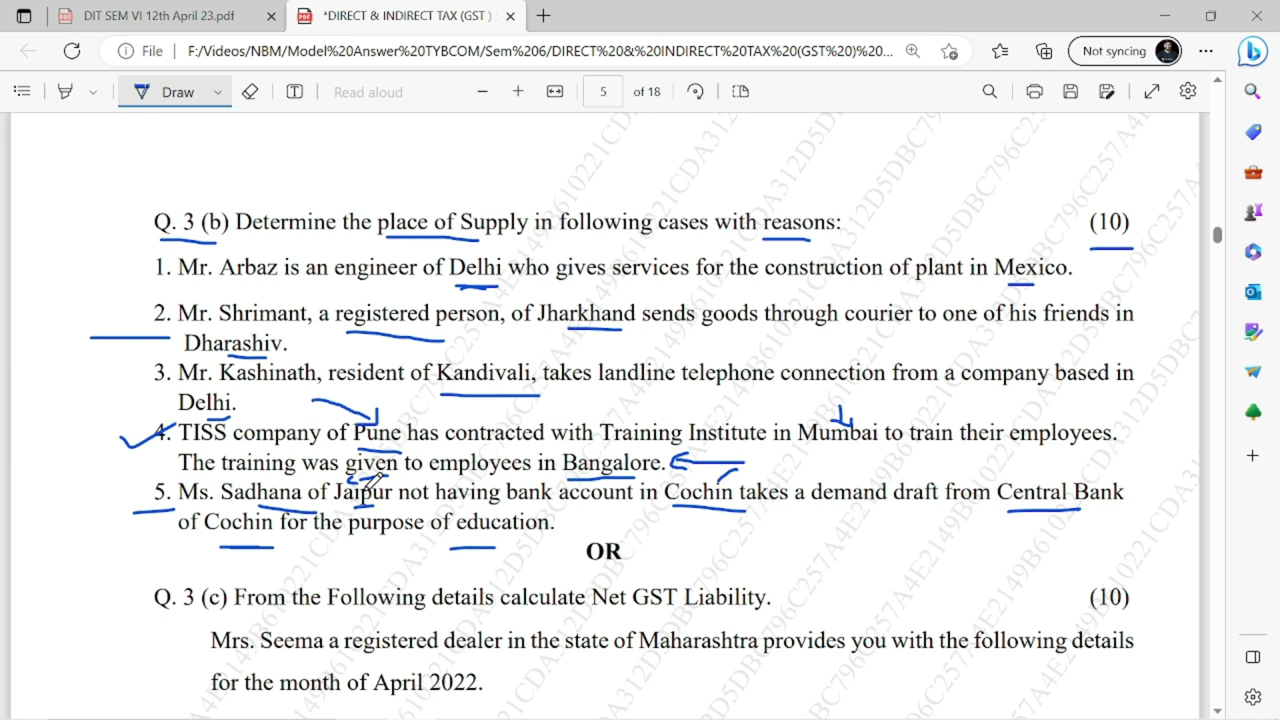 DIT SEM VI 12th April 23.pdf
*DIRECT & INDIRECT TAX (GST )
File
F:/Videos/NBM/Model%20Answer%20TYBCOM/Sem%206/DIRECT%20&%20INDIRECT%20TAX(GST%20)%20...
Not syncing
Draw
Read aloud
5 of 18
Q. 3 (b) Determine the place of Supply in following cases with reasons: (10)
1. Mr. Arbaz is an engineer of Delhi who gives services for the construction of plant in Mexico.
2. Mr. Shrimant, a registered person, of Jharkhand sends goods through courier to one of his friends in
Dharashiv.
3. Mr. Kashinath, resident of Kandivali, takes landline telephone connection from a company based in
Delhi.
4. TISS company of Pune has contracted with Training Institute in Mumbai to train their employees.
The training was given to employees in Bangalore.
5. Ms. Sadhana of Jaipur not having bank account in Cochin takes a demand draft from Central Bank
of Cochin for the purpose of education.
OR
Q. 3 (c) From the Following details calculate Net GST Liability. (10)
Mrs. Seema a registered dealer in the state of Maharashtra provides you with the following details
for the month of April 2022.